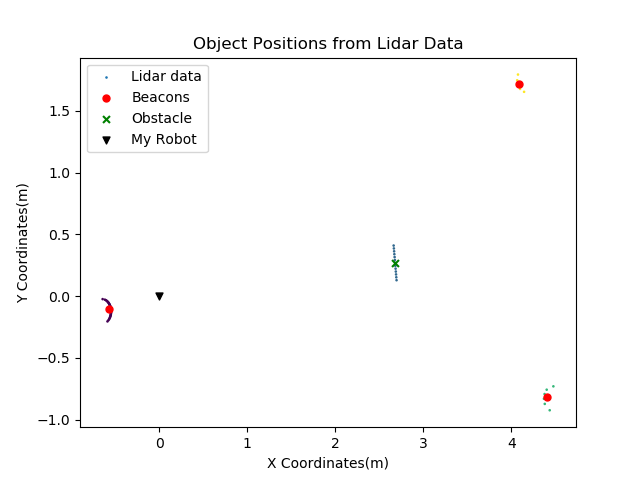 Object Positions from Lidar Data
Lidar data
Beacons
Obstacle
My Robot
Y Coordinates(m)
1.5
1.0
0.5
0.0
−0.5
−1.0
0 1 2 3 4
X Coordinates(m)